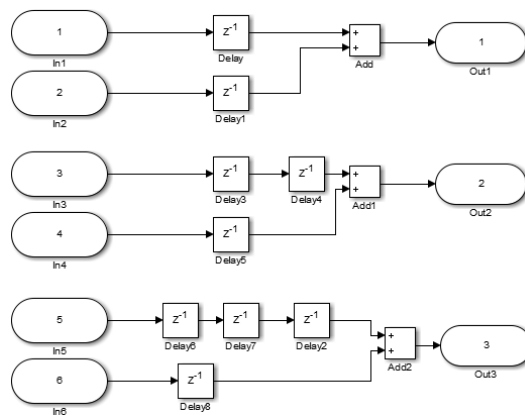 1
In1
z-1
Delay
+
+
Add
1
Out1
2
In2
z-1
Delay1
3
In3
z-1
Delay3
z-1
Delay4
+
+
Add1
2
Out2
4
In4
z-1
Delay5
5
In5
z-1
Delay6
z-1
Delay7
z-1
Delay2
+
+
Add2
3
Out3
6
In6
z-1
Delay8